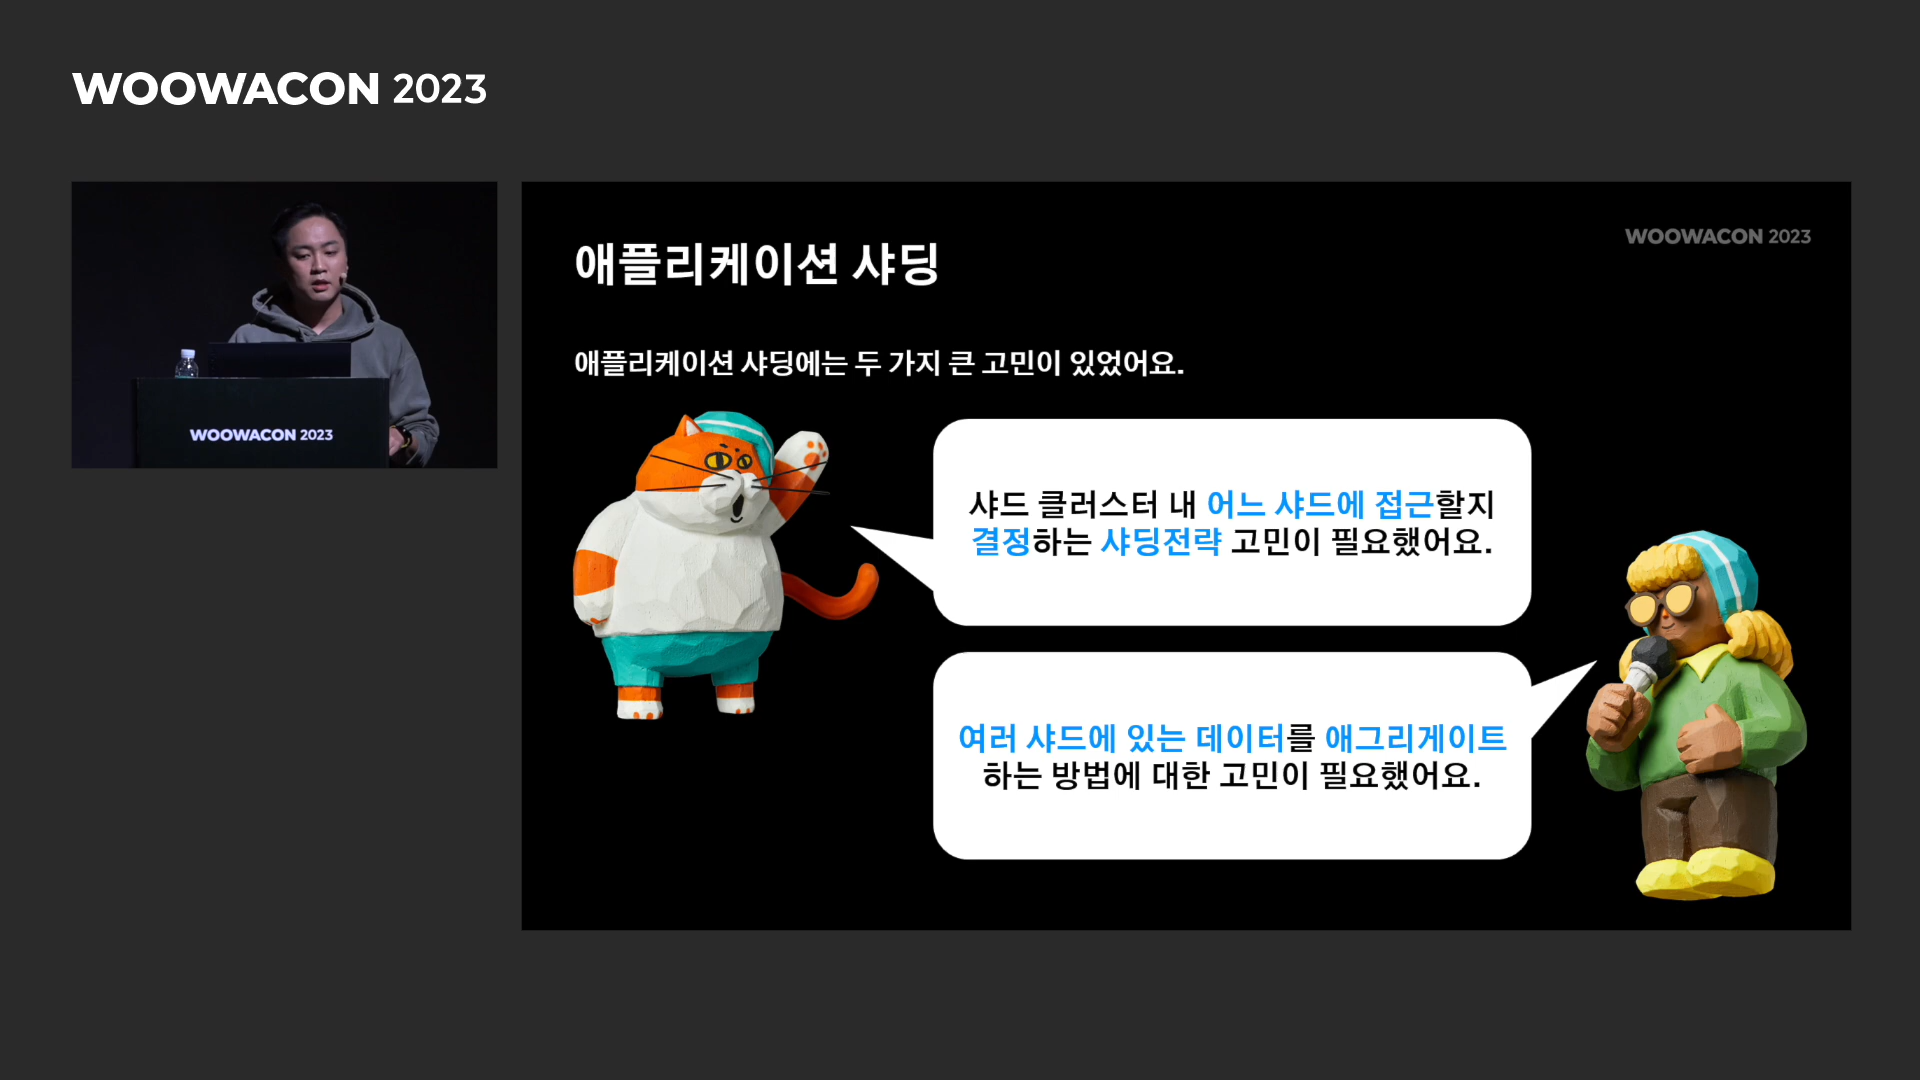 WOOWACON 2023
WOOWACON 2023
WOOWACON 2023
애플리케이션 샤딩
애플리케이션 샤딩에는 두 가지 큰 고민이 있었어요.
샤드 클러스터 내 어느 샤드에 접근할지
결정하는 샤딩전략 고민이 필요했어요.
여러 샤드에 있는 데이터를 애그리게이트
하는 방법에 대한 고민이 필요했어요.